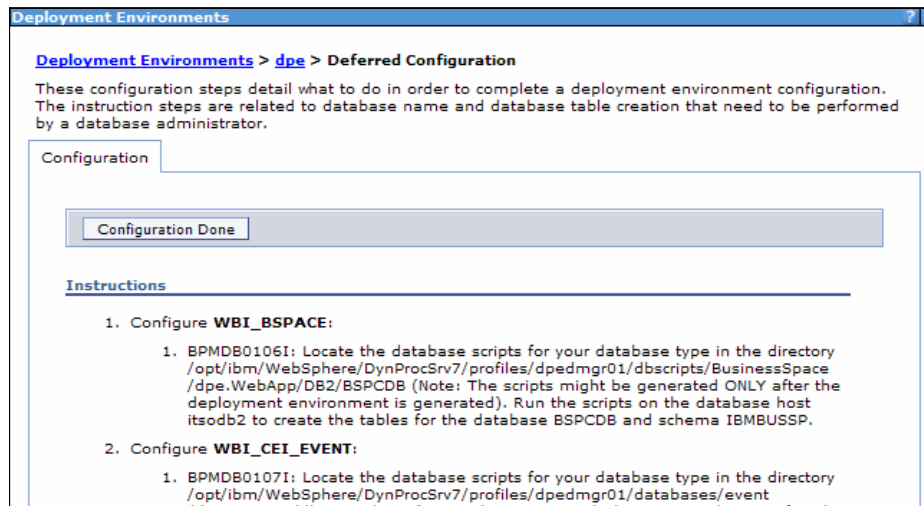 Deployment Environments ?
Deployment Environments > dpe > Deferred Configuration
These configuration steps detail what to do in order to complete a deployment environment configuration.
The instruction steps are related to database name and database table creation that need to be performed
by a database administrator.
Configuration
Configuration Done
Instructions
1. Configure WBI_BSPACE:
1. BPMDB0106I: Locate the database scripts for your database type in the directory
/opt/ibm/WebSphere/DynProcSrv7/profiles/dpedmgr01/dbscripts/BusinessSpace
/dpe.WebApp/DB2/BSPCDB (Note: The scripts might be generated ONLY after the
deployment environment is generated). Run the scripts on the database host
itsodb2 to create the tables for the database BSPCDB and schema IBMBUSSP.
2. Configure WBI_CEI_EVENT:
1. BPMDB0107I: Locate the database scripts for your database type in the directory
/opt/ibm/WebSphere/DynProcSrv7/profiles/dpedmgr01/databases/event